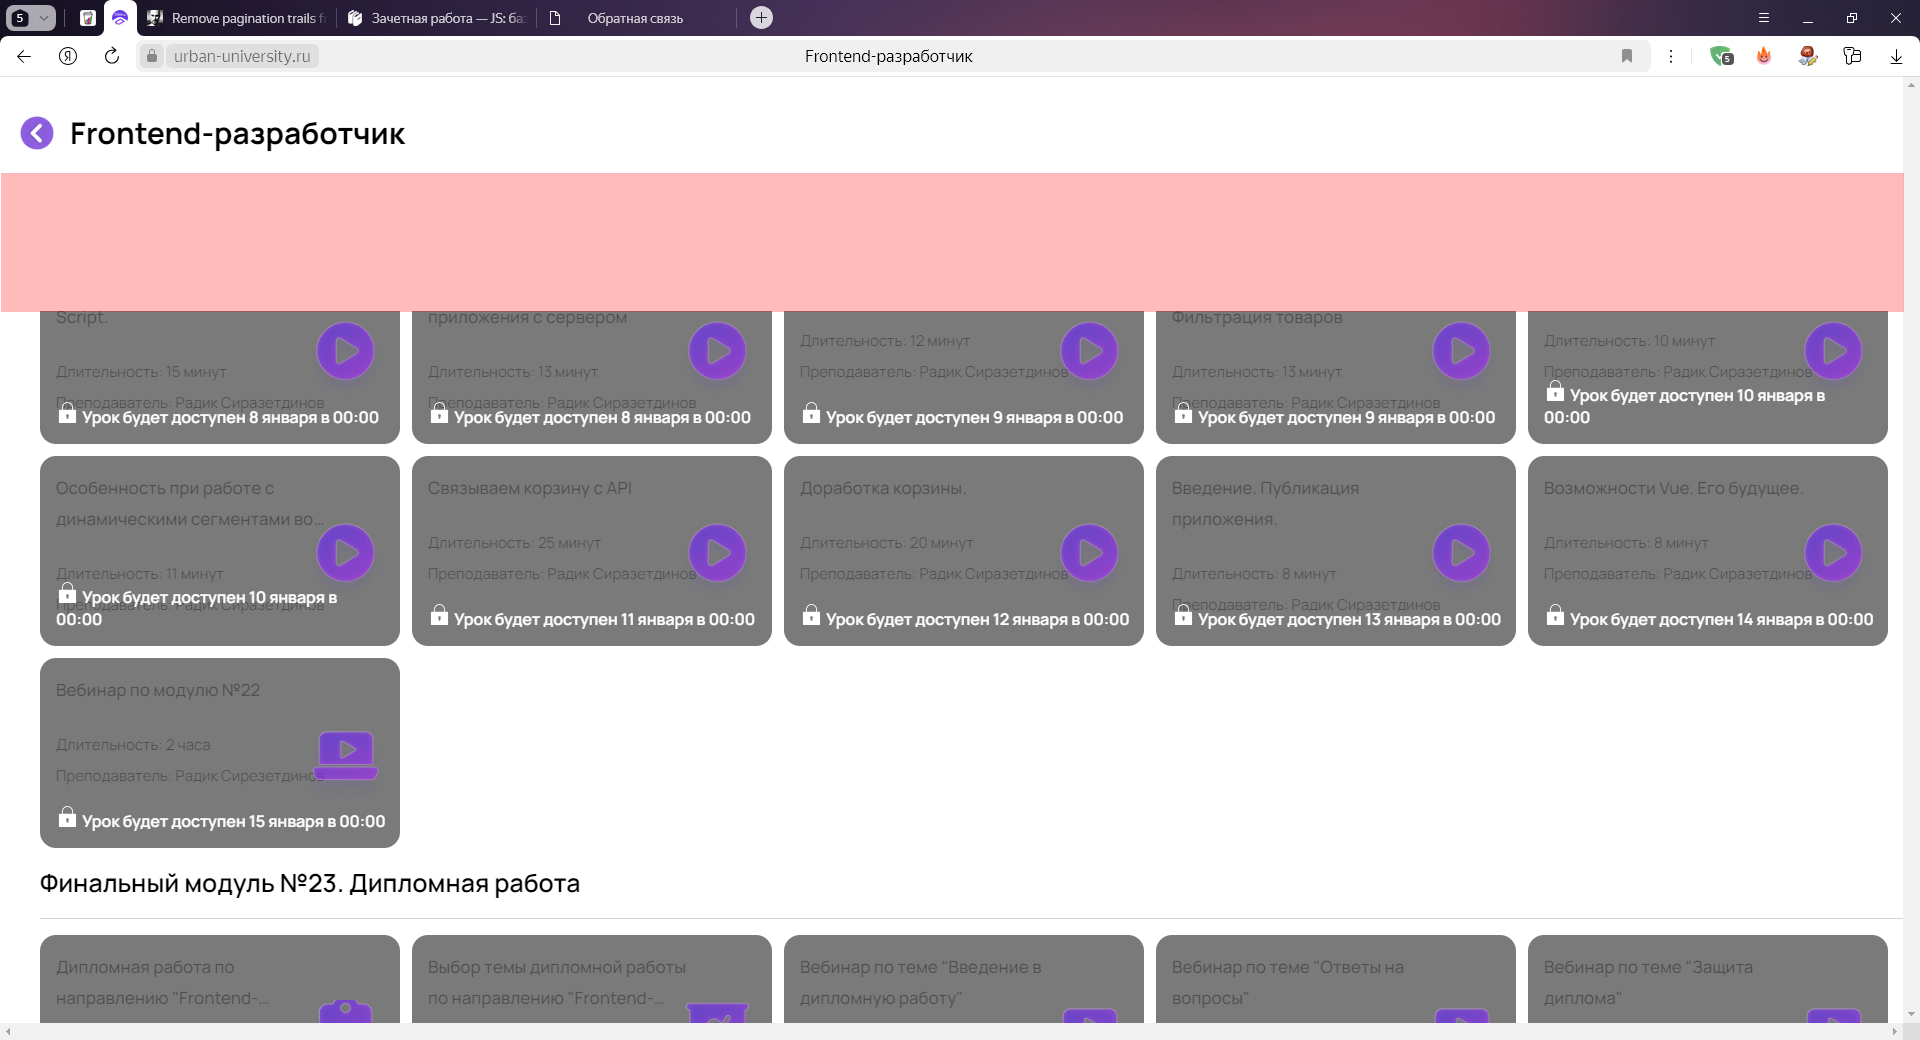 5
Remove pagination trails f
Зачетная работа — JS: ба
Обратная связь
urban-university.ru
Frontend-разработчик
5
Frontend-разработчик
Script.
Длительность: 15 минут
Преподаватель: Радик Сиразетдинов
Урок будет доступен 8 января в 00:00
приложения с сервером
Длительность: 13 минут
Преподаватель: Радик Сиразетдинов
Урок будет доступен 8 января в 00:00
Длительность: 12 минут
Преподаватель: Радик Сиразетдинов
Урок будет доступен 9 января в 00:00
Фильтрация товаров
Длительность: 13 минут
Преподаватель: Радик Сиразетдинов
Урок будет доступен 9 января в 00:00
Длительность: 10 минут
Преподаватель: Радик Сиразетдинов
Урок будет доступен 10 января в
00:00
Особенность при работе с
динамическими сегментами во...
Длительность: 11 минут
Преподаватель: Радик Сиразетдинов
Урок будет доступен 10 января в
00:00
Связываем корзину с API
Длительность: 25 минут
Преподаватель: Радик Сиразетдинов
Урок будет доступен 11 января в 00:00
Доработка корзины.
Длительность: 20 минут
Преподаватель: Радик Сиразетдинов
Урок будет доступен 12 января в 00:00
Введение. Публикация
приложения.
Длительность: 8 минут
Преподаватель: Радик Сиразетдинов
Урок будет доступен 13 января в 00:00
Возможности Vue. Его будущее.
Длительность: 8 минут
Преподаватель: Радик Сиразетдинов
Урок будет доступен 14 января в 00:00
Вебинар по модулю №22
Длительность: 2 часа
Преподаватель: Радик Сирезетдинов
Урок будет доступен 15 января в 00:00
Финальный модуль №23. Дипломная работа
Дипломная работа по
направлению "Frontend-...
Выбор темы дипломной работы
по направлению "Frontend-...
Вебинар по теме "Введение в
дипломную работу"
Вебинар по теме "Ответы на
вопросы"
Вебинар по теме "Защита
диплома"